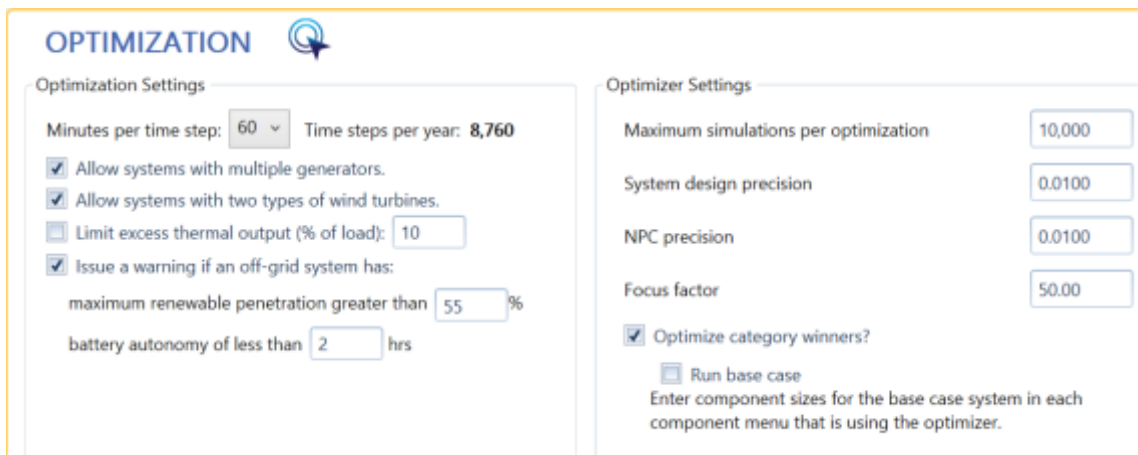 OPTIMIZATION
Optimization Settings
Minutes per time step: 60 Time steps per year: 8,760
Allow systems with multiple generators.
Allow systems with two types of wind turbines.
Limit excess thermal output (% of load): 10
Issue a warning if an off-grid system has:
maximum renewable penetration greater than 55 %
battery autonomy of less than 2 hrs
Optimizer Settings
Maximum simulations per optimization 10,000
System design precision 0.0100
NPC precision 0.0100
Focus factor 50.00
Optimize category winners?
Run base case
Enter component sizes for the base case system in each
component menu that is using the optimizer.